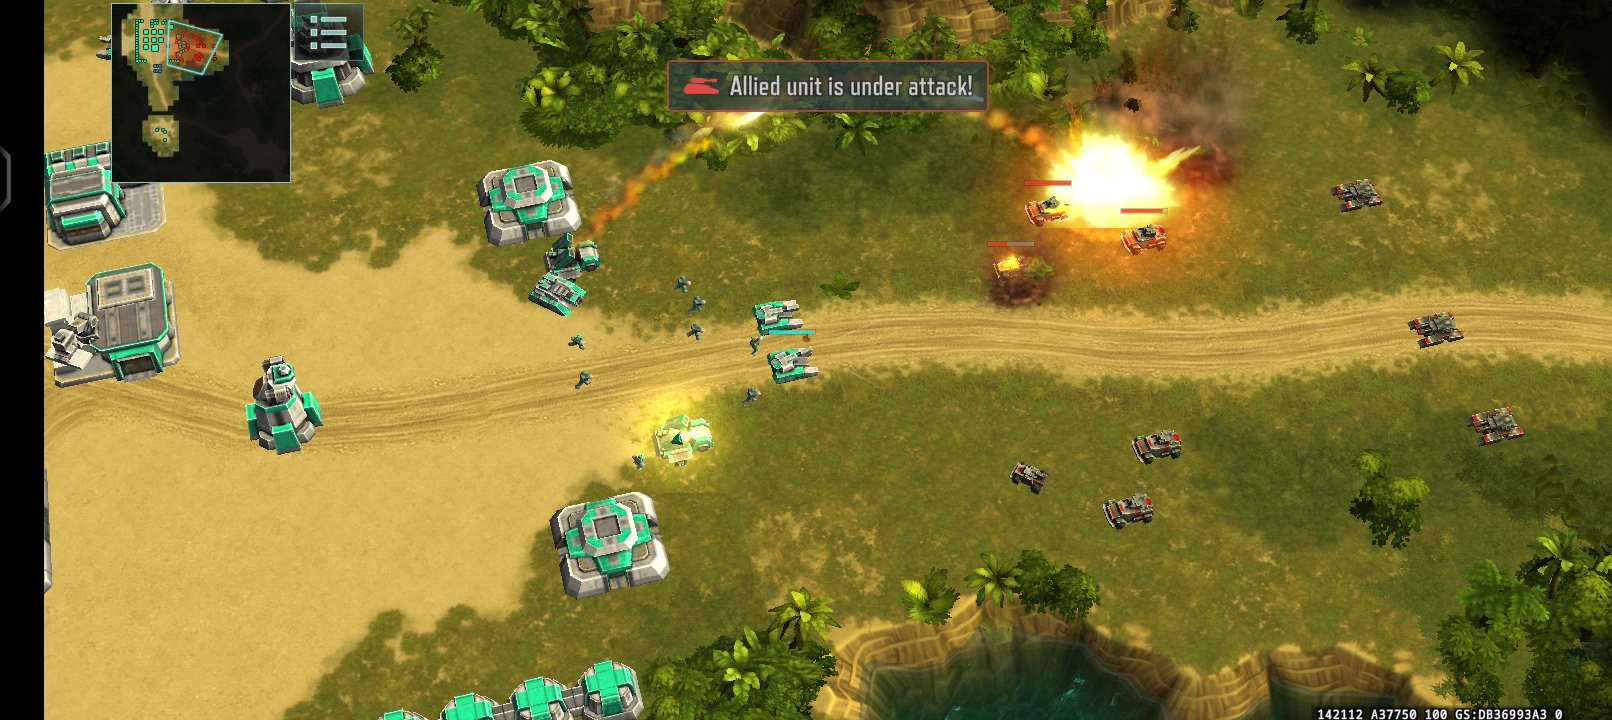 Allied unit is under attack!
142112 A37750 100 GS:DB36993A3 0